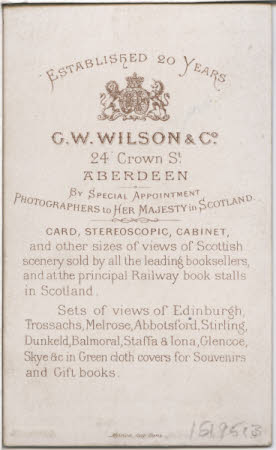 ESTABLISHED 20 YEARS
G.W. WILSON & Co.
24 Crown St.
ABERDEEN
BY SPECIAL APPOINTMENT
PHOTOGRAPHERS to HER MAJESTY in SCOTLAND.
CARD, STEREOSCOPIC, CABINET,
and other sizes of views of Scottish
scenery sold by all the leading booksellers,
and at the principal Railway book stalls
in Scotland.
Sets of views of Edinburgh,
Trossachs, Melrose, Abbotsford, Stirling,
Dunkeld, Balmoral, Staffa & Iona, Glencoe,
Skye &c in Green cloth covers for Souvenirs
and Gift books.